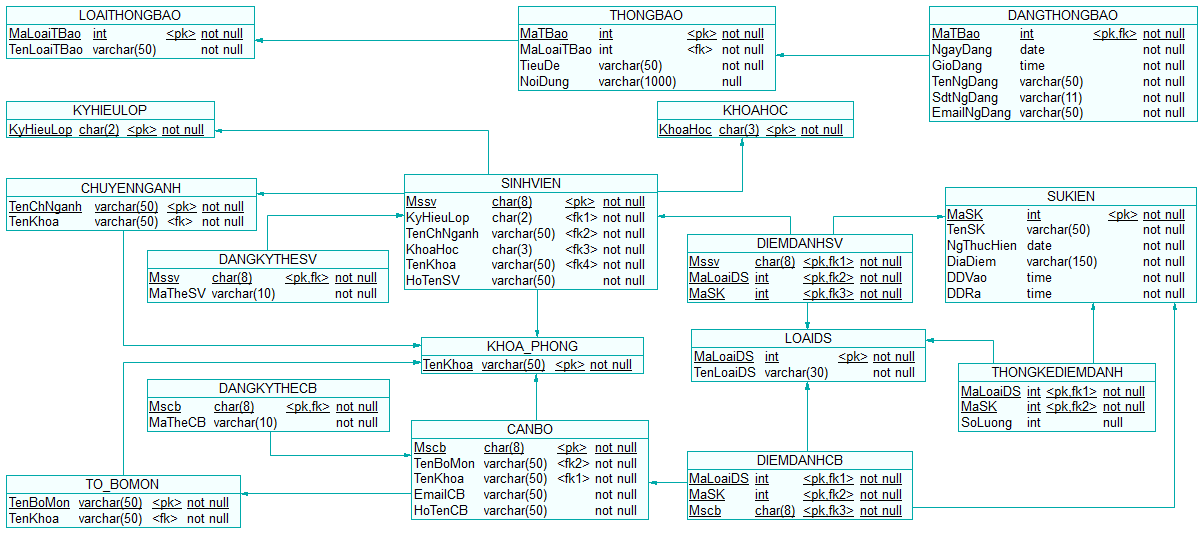 LOAITHONGBAO
MaLoaiTBao int <pk> not null
TenLoaiTBao varchar(50) not null
THONGBAO
MaTBao int <pk> not null
MaLoaiTBao int <fk> not null
TieuDe varchar(50) not null
NoiDung varchar(1000) null
DANGTHONGBAO
MaTBao int <pk,fk> not null
NgayDang date not null
GioDang time not null
TenNgDang varchar(50) not null
SdtNgDang varchar(11) not null
EmailNgDang varchar(50) not null
KYHIEULOP
KyHieuLop char(2) <pk> not null
KHOAHOC
KhoaHoc char(3) <pk> not null
CHUYENNGANH
TenChNganh varchar(50) <pk> not null
TenKhoa varchar(50) <fk> not null
SINHVIEN
Mssv char(8) <pk> not null
KyHieuLop char(2) <fk1> not null
TenChNganh varchar(50) <fk2> not null
KhoaHoc char(3) <fk3> not null
TenKhoa varchar(50) <fk4> not null
HoTenSV varchar(50) not null
SUKIEN
MaSK int <pk> not null
TenSK varchar(50) not null
NgThucHien date not null
DiaDiem varchar(150) not null
DDVao time not null
DDRa time not null
DANGKYTHESV
Mssv char(8) <pk,fk> not null
MaTheSV varchar(10) not null
DIEMDANHSV
Mssv char(8) <pk,fk1> not null
MaLoaiDS int <pk,fk2> not null
MaSK int <pk,fk3> not null
KHOA_PHONG
TenKhoa varchar(50) <pk> not null
LOAIDS
MaLoaiDS int <pk> not null
TenLoaiDS varchar(30) not null
THONGKEDIEMDANH
MaLoaiDS int <pk,fk1> not null
MaSK int <pk,fk2> not null
SoLuong int null
DANGKYTHECB
Mscb char(8) <pk,fk> not null
MaTheCB varchar(10) not null
CANBO
Mscb char(8) <pk> not null
TenBoMon varchar(50) <fk2> not null
TenKhoa varchar(50) <fk1> not null
EmailCB varchar(50) not null
HoTenCB varchar(50) not null
DIEMDANHCB
MaLoaiDS int <pk,fk1> not null
MaSK int <pk,fk2> not null
Mscb char(8) <pk,fk3> not null
TO_BOMON
TenBoMon varchar(50) <pk> not null
TenKhoa varchar(50) <fk> not null